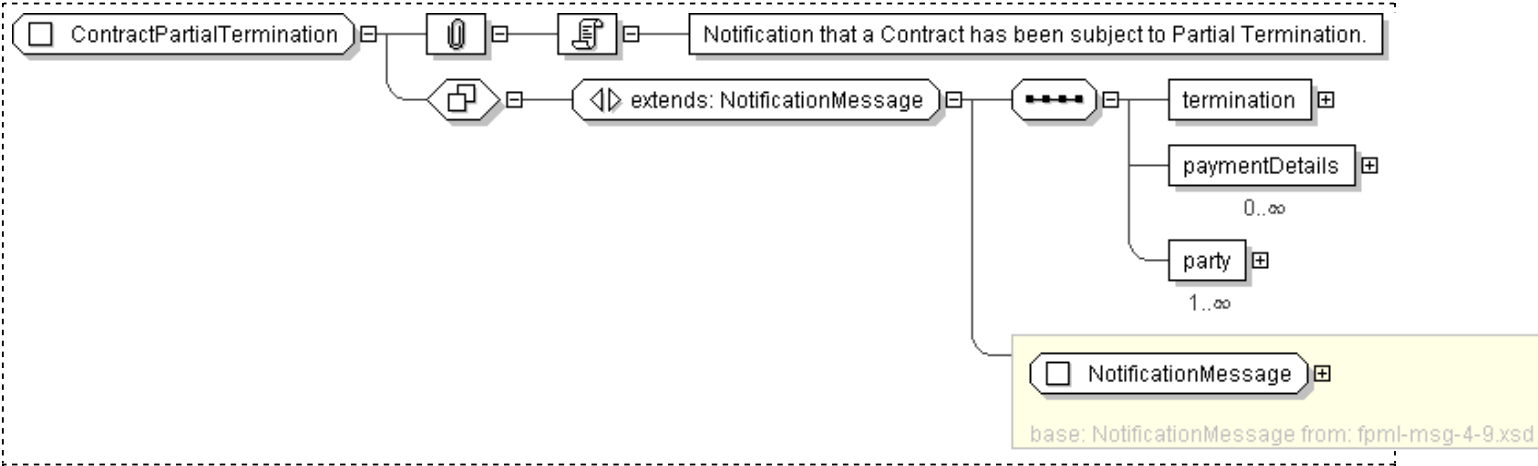 ContractPartialTermination
Notification that a Contract has been subject to Partial Termination.
extends: NotificationMessage
termination
paymentDetails
0..∞
party
1..∞
NotificationMessage
base: NotificationMessage from: fpml-msg-4-9.xsd